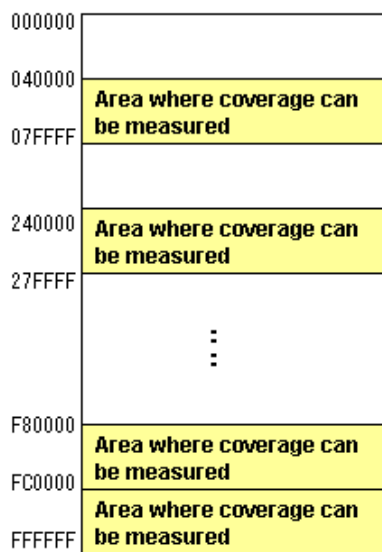 000000
040000
Area where coverage can
be measured
07FFFF
240000
Area where coverage can
be measured
27FFFF
F80000
Area where coverage can
be measured
FC0000
Area where coverage can
be measured
FFFFFF